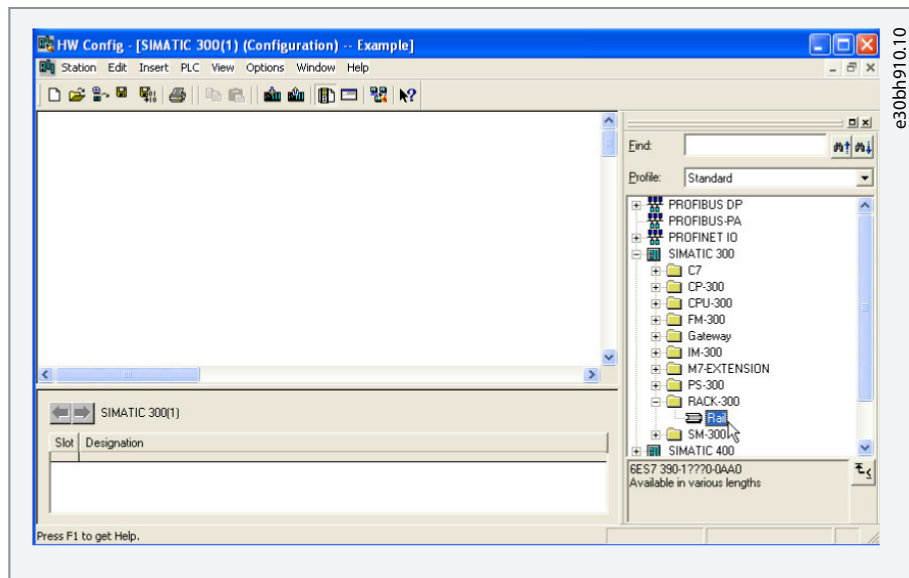 HW Config - [SIMATIC 300(1) (Configuration) -- Example]
Station Edit Insert PLC View Options Window Help
Find:
Profile: Standard
PROFIBUS DP
PROFIBUS-PA
PROFINET IO
SIMATIC 300
C7
CP-300
CPU-300
FM-300
Gateway
IM-300
M7-EXTENSION
PS-300
RACK-300
Rail
SM-300
SIMATIC 400
6ES7 390-1???0-0AA0
Available in various lengths
SIMATIC 300(1)
Slot Designation
Press F1 to get Help.
e30bh910.10